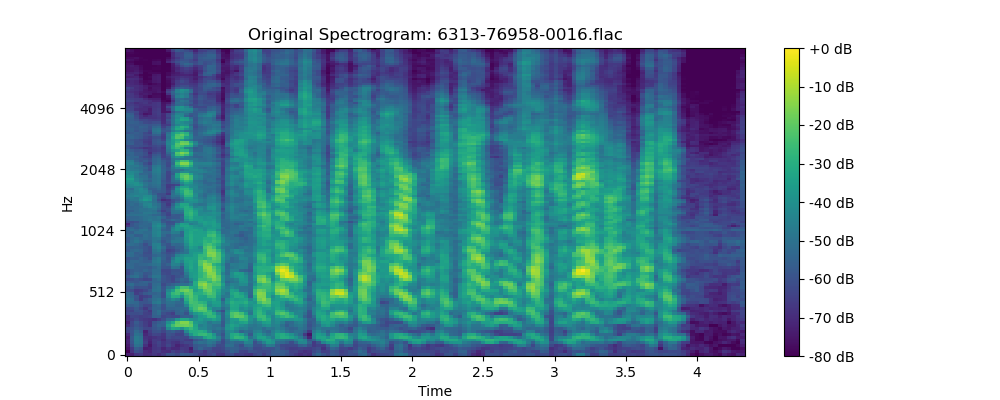 Original Spectrogram: 6313-76958-0016.flac
Hz
4096
2048
1024
512
0
0 0.5 1 1.5 2 2.5 3 3.5 4
Time
+0 dB
-10 dB
-20 dB
-30 dB
-40 dB
-50 dB
-60 dB
-70 dB
-80 dB